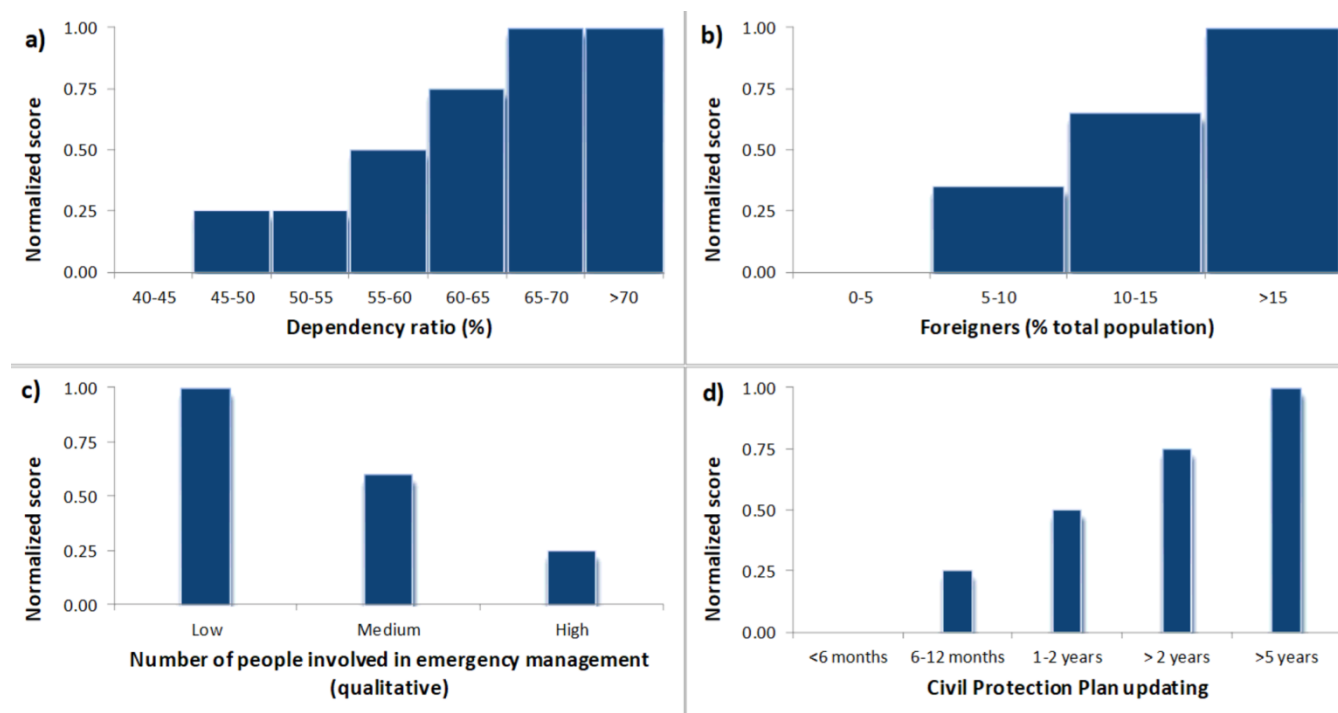 a)
Normalized score
1.00
0.75
0.50
0.25
0.00
40-45 45-50 50-55 55-60 60-65 65-70 >70
Dependency ratio (%)
b)
Normalized score
1.00
0.75
0.50
0.25
0.00
0-5 5-10 10-15 >15
Foreigners (% total population)
c)
Normalized score
1.00
0.75
0.50
0.25
0.00
Low Medium High
Number of people involved in emergency management
(qualitative)
d)
Normalized score
1.00
0.75
0.50
0.25
0.00
<6 months 6-12 months 1-2 years > 2 years >5 years
Civil Protection Plan updating